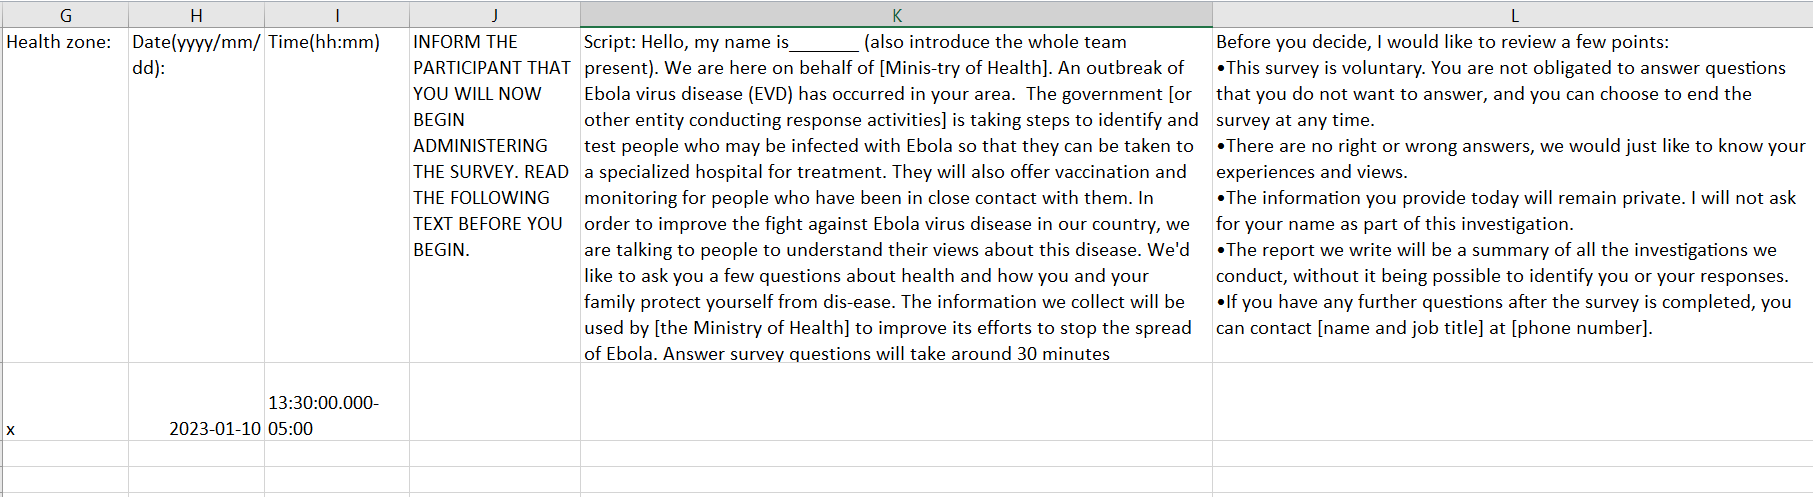 G H I J K L
Health zone:
Date(yyyy/mm/
dd):
Time(hh:mm)
INFORM THE
PARTICIPANT THAT
YOU WILL NOW
BEGIN
ADMINISTERING
THE SURVEY. READ
THE FOLLOWING
TEXT BEFORE YOU
BEGIN.
Script: Hello, my name is_______ (also introduce the whole team
present). We are here on behalf of [Minis-try of Health]. An outbreak of
Ebola virus disease (EVD) has occurred in your area.  The government [or
other entity conducting response activities] is taking steps to identify and
test people who may be infected with Ebola so that they can be taken to
a specialized hospital for treatment. They will also offer vaccination and
monitoring for people who have been in close contact with them. In
order to improve the fight against Ebola virus disease in our country, we
are talking to people to understand their views about this disease. We'd
like to ask you a few questions about health and how you and your
family protect yourself from dis-ease. The information we collect will be
used by [the Ministry of Health] to improve its efforts to stop the spread
of Ebola. Answer survey questions will take around 30 minutes
Before you decide, I would like to review a few points:
•This survey is voluntary. You are not obligated to answer questions
that you do not want to answer, and you can choose to end the
survey at any time.
•There are no right or wrong answers, we would just like to know your
experiences and views.
•The information you provide today will remain private. I will not ask
for your name as part of this investigation.
•The report we write will be a summary of all the investigations we
conduct, without it being possible to identify you or your responses.
•If you have any further questions after the survey is completed, you
can contact [name and job title] at [phone number].
x
2023-01-10
13:30:00.000-
05:00